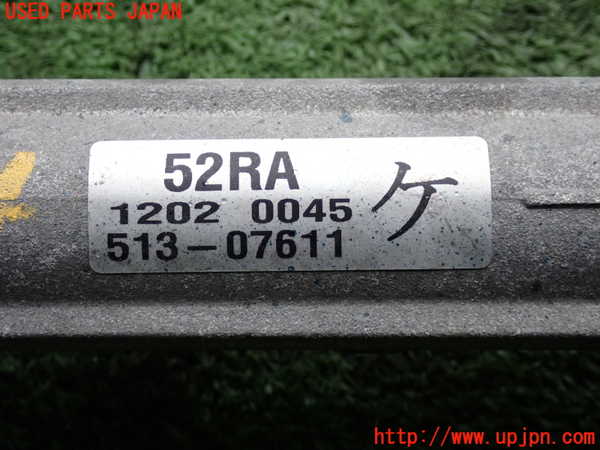 USED PARTS JAPAN
52RA
1202 0045
513-07611
ケ
http://www.upjpn.com/